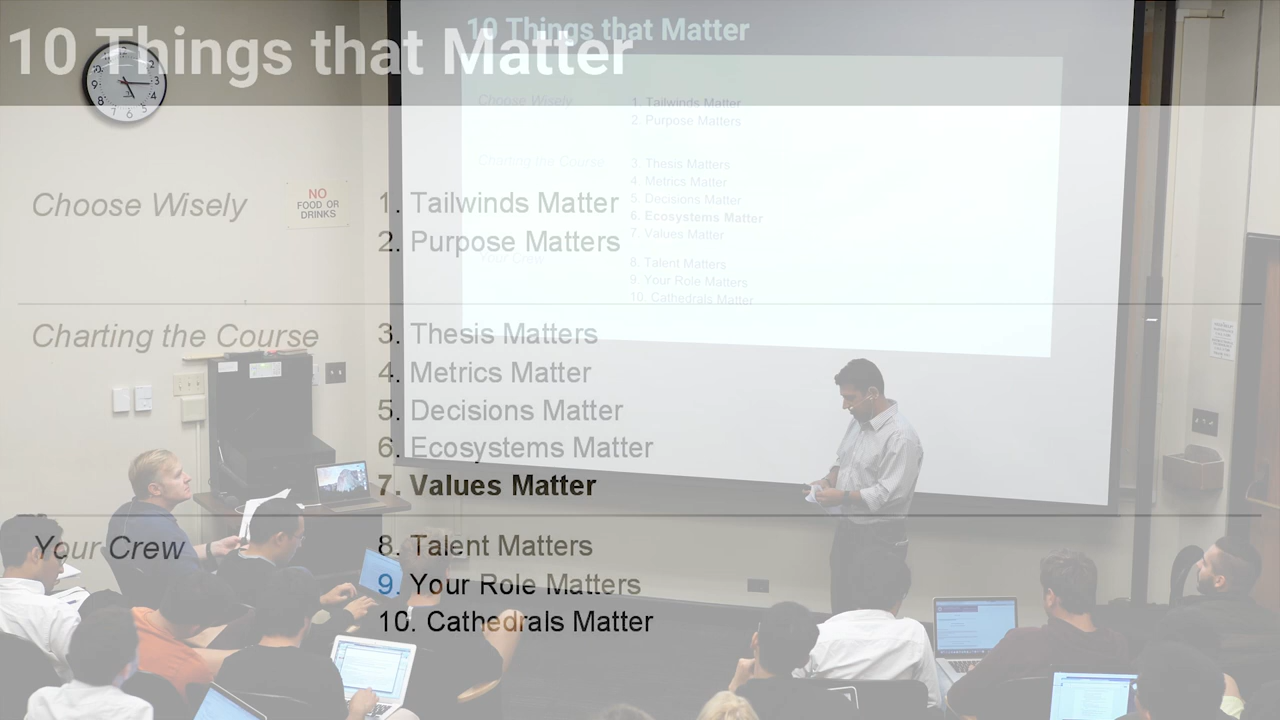 10 Things that Matter
10 Things that Matter
Choose Wisely
1. Tailwinds Matter
2. Purpose Matters
Charting the Course
3. Thesis Matters
4. Metrics Matter
5. Decisions Matter
6. Ecosystems Matter
7. Values Matter
Your Crew
8. Talent Matters
9. Your Role Matters
10. Cathedrals Matter
NO
FOOD OR
DRINKS
Choose Wisely
1. Tailwinds Matter
2. Purpose Matters
Charting the Course
3. Thesis Matters
4. Metrics Matter
5. Decisions Matter
6. Ecosystems Matter
7. Values Matter
Your Crew
8. Talent Matters
9. Your Role Matters
10. Cathedrals Matter